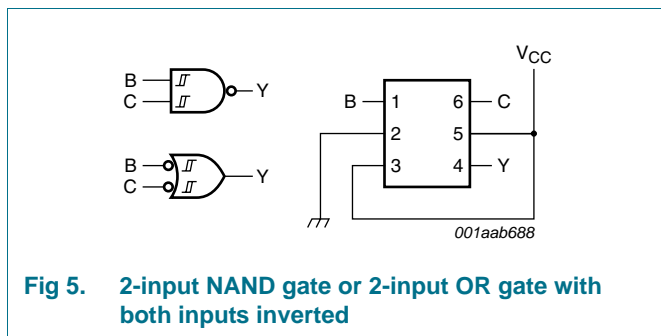 B
C
Y
B
C
Y
VCC
B 1 6 C
2 5
3 4 Y
001aab688
Fig 5. 2-input NAND gate or 2-input OR gate with
both inputs inverted